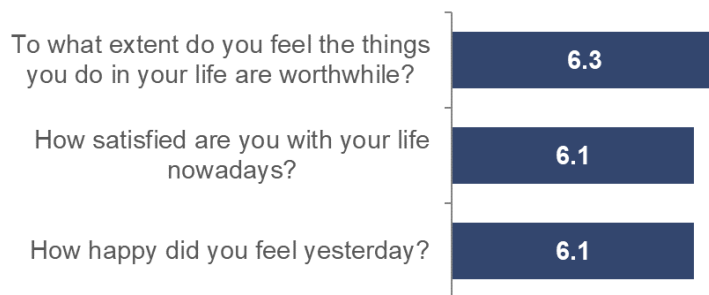 To what extent do you feel the things
you do in your life are worthwhile?
6.3
How satisfied are you with your life
nowadays?
6.1
How happy did you feel yesterday?
6.1